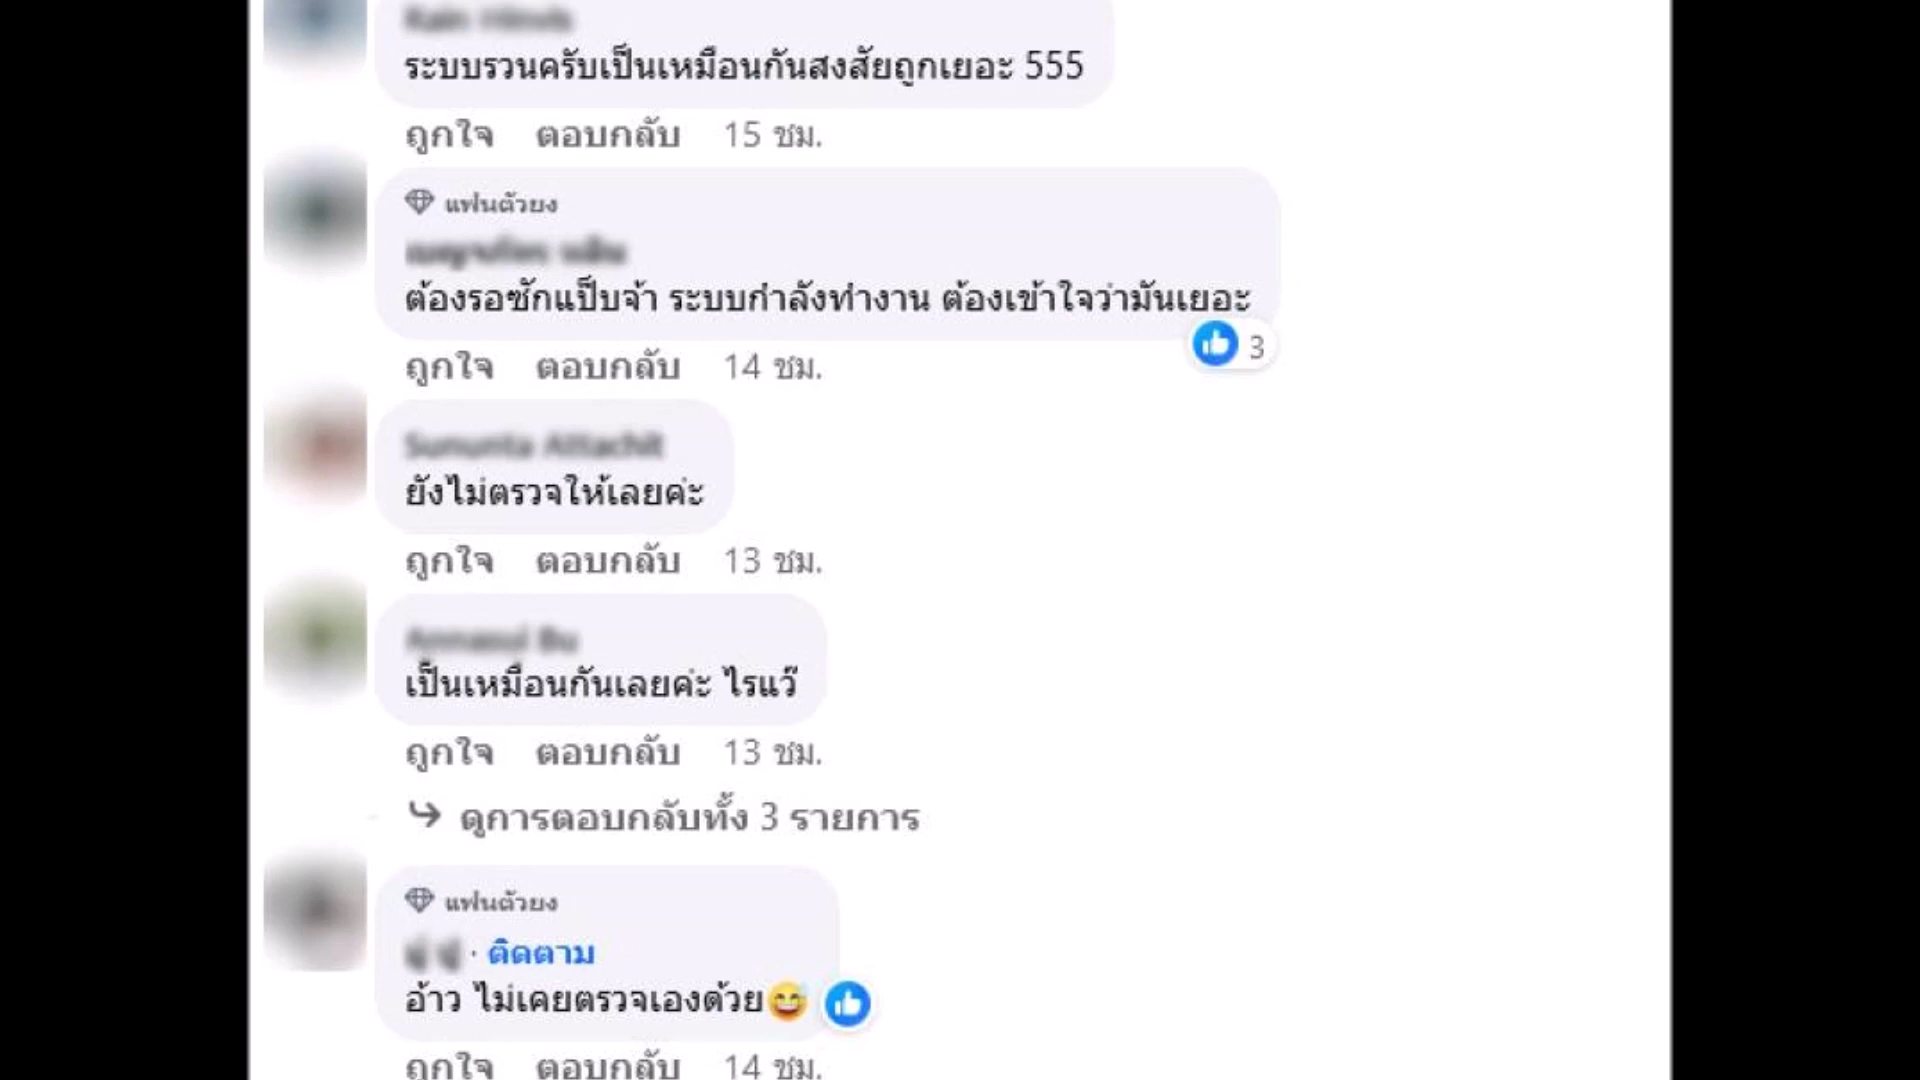 ระบบรวนครับเป็นเหมือนกันสงสัยถูกเยอะ 555
ถูกใจ ตอบกลับ 15 ชม.
แฟนตัวยง
ต้องรอซักแป็บจ้า ระบบกำลังทำงาน ต้องเข้าใจว่ามันเยอะ
3
ถูกใจ ตอบกลับ 14 ชม.
ยังไม่ตรวจให้เลยค่ะ
ถูกใจ ตอบกลับ 13 ชม.
เป็นเหมือนกันเลยค่ะ ไรแว๊
ถูกใจ ตอบกลับ 13 ชม.
ดูการตอบกลับทั้ง 3 รายการ
แฟนตัวยง
· ติดตาม
อ้าว ไม่เคยตรวจเองด้วย😅
ถูกใจ ตอบกลับ 14 ชม.